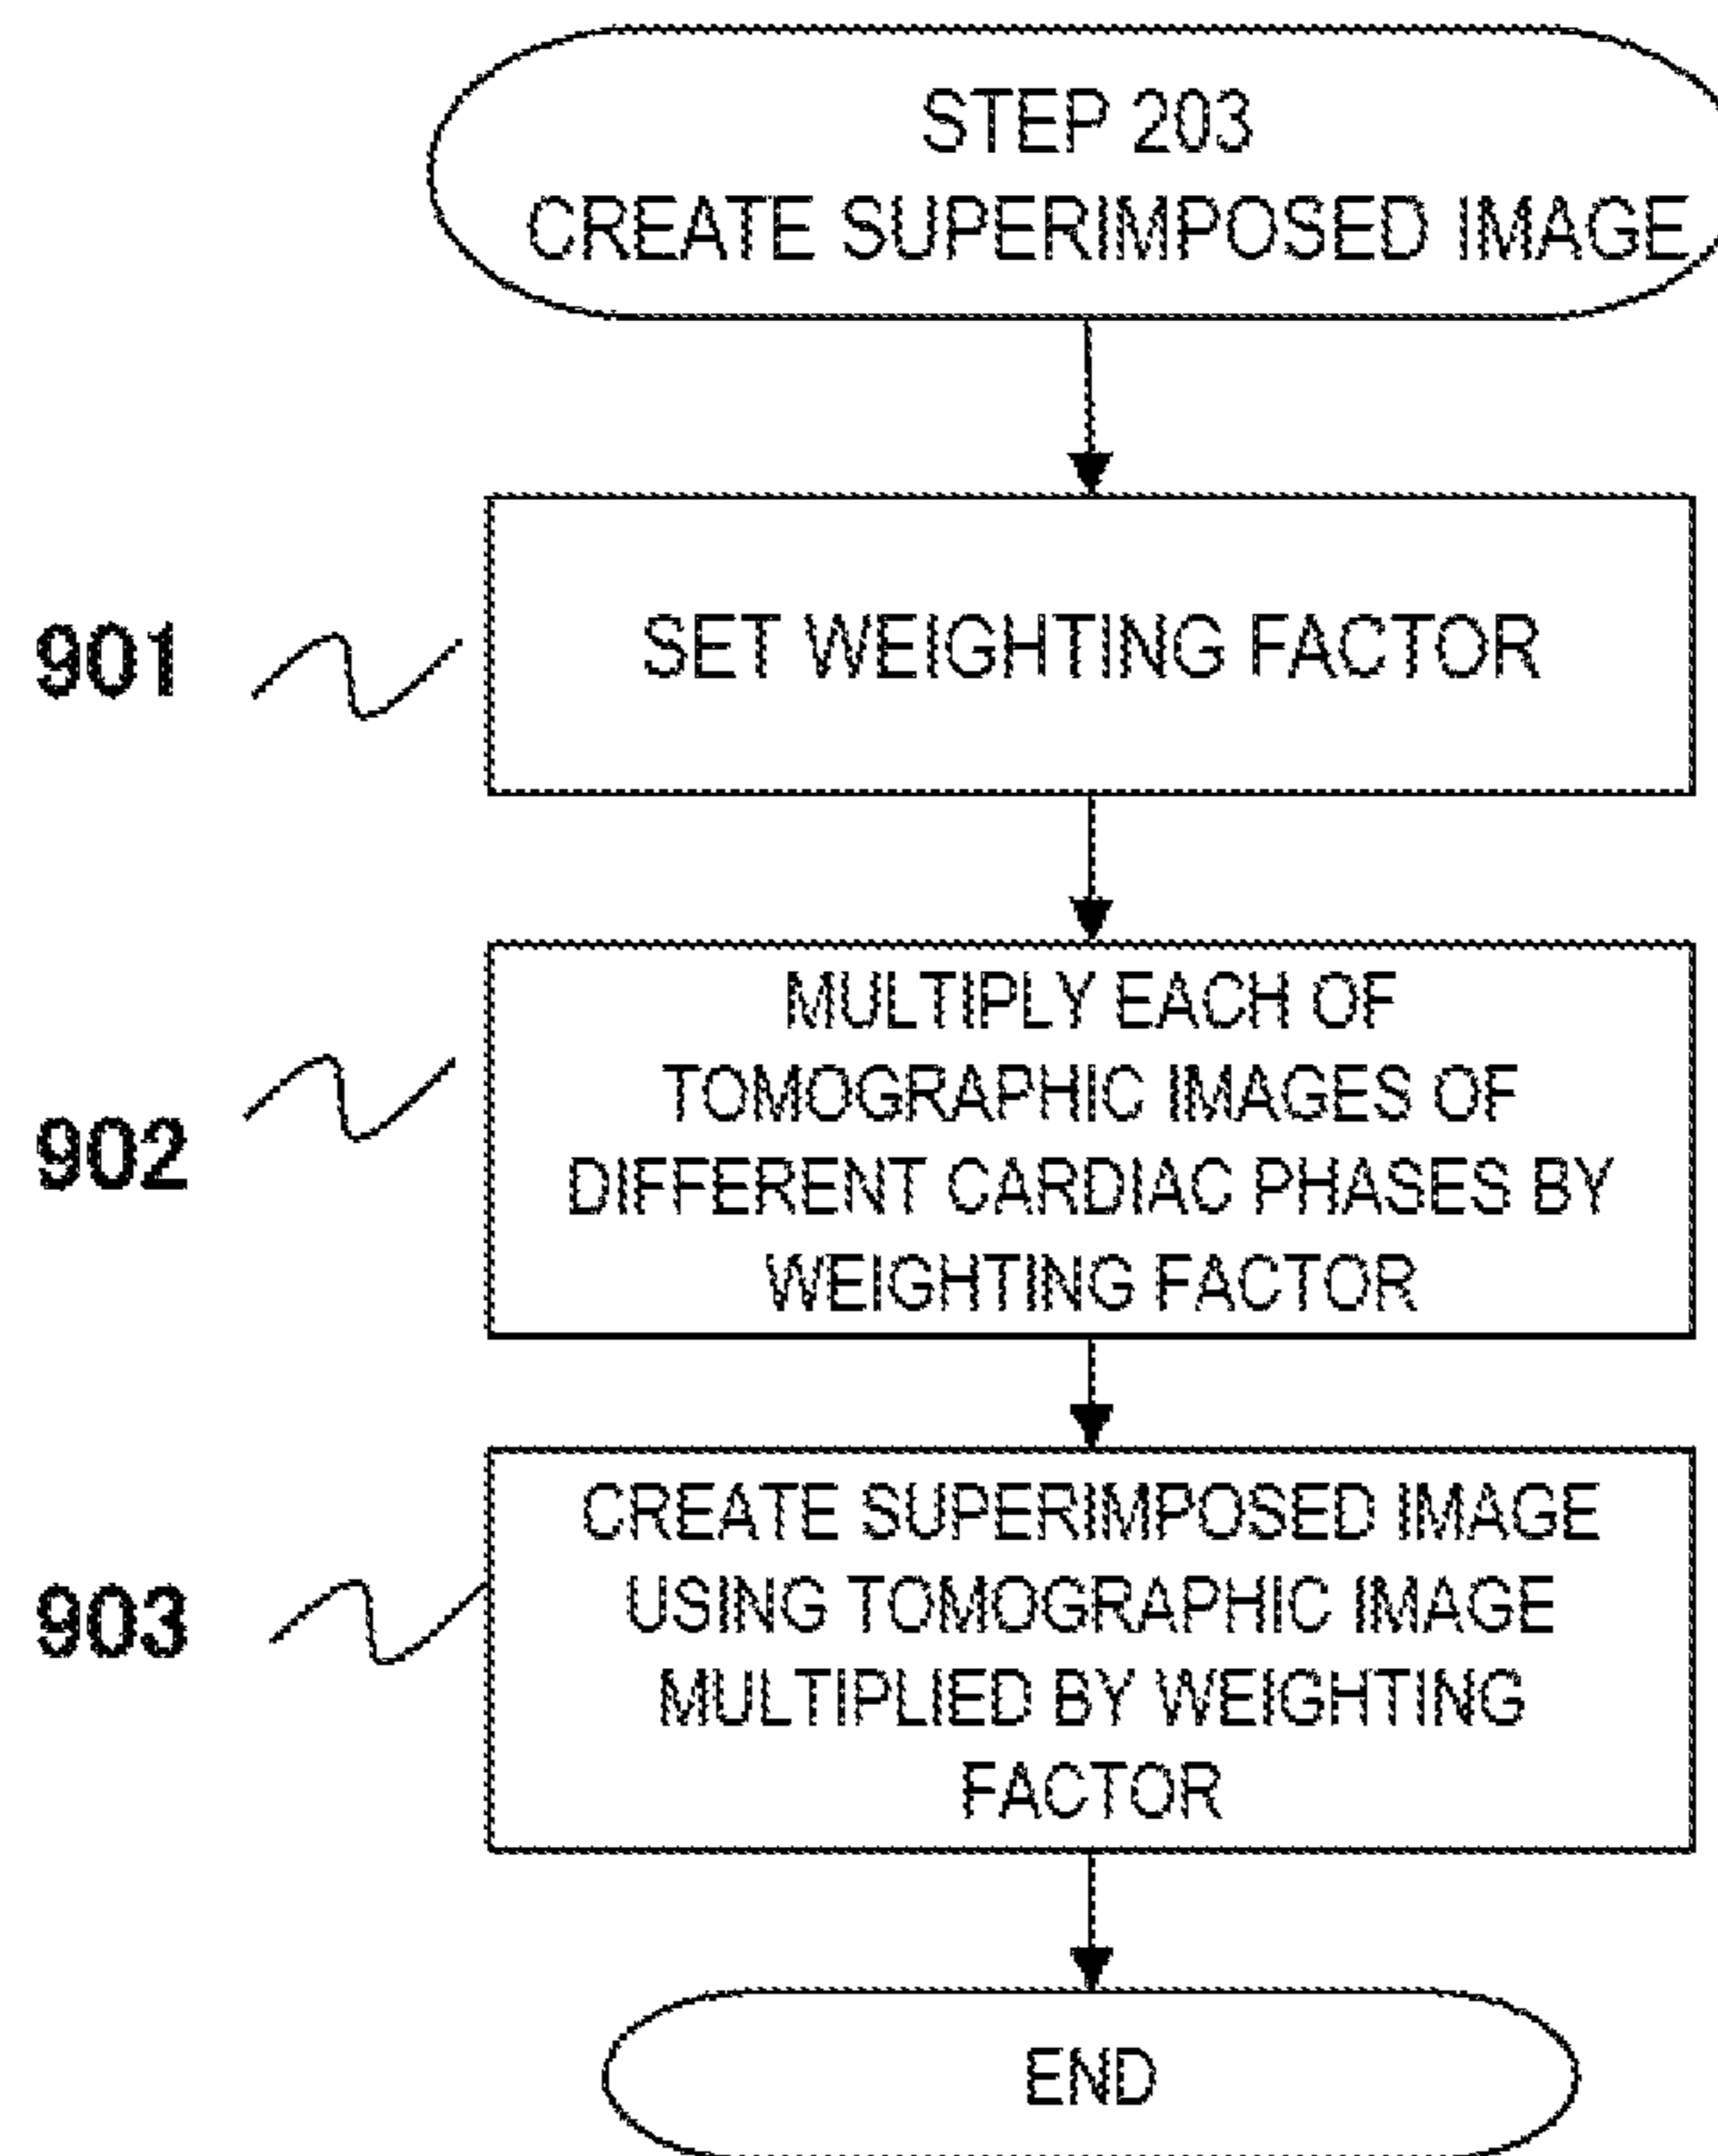 STEP 203
CREATE SUPERIMPOSED IMAGE
901
SET WEIGHTING FACTOR
902
MULTIPLY EACH OF
TOMOGRAPHIC IMAGES OF
DIFFERENT CARDIAC PHASES BY
WEIGHTING FACTOR
903
CREATE SUPERIMPOSED IMAGE
USING TOMOGRAPHIC IMAGE
MULTIPLIED BY WEIGHTING
FACTOR
END